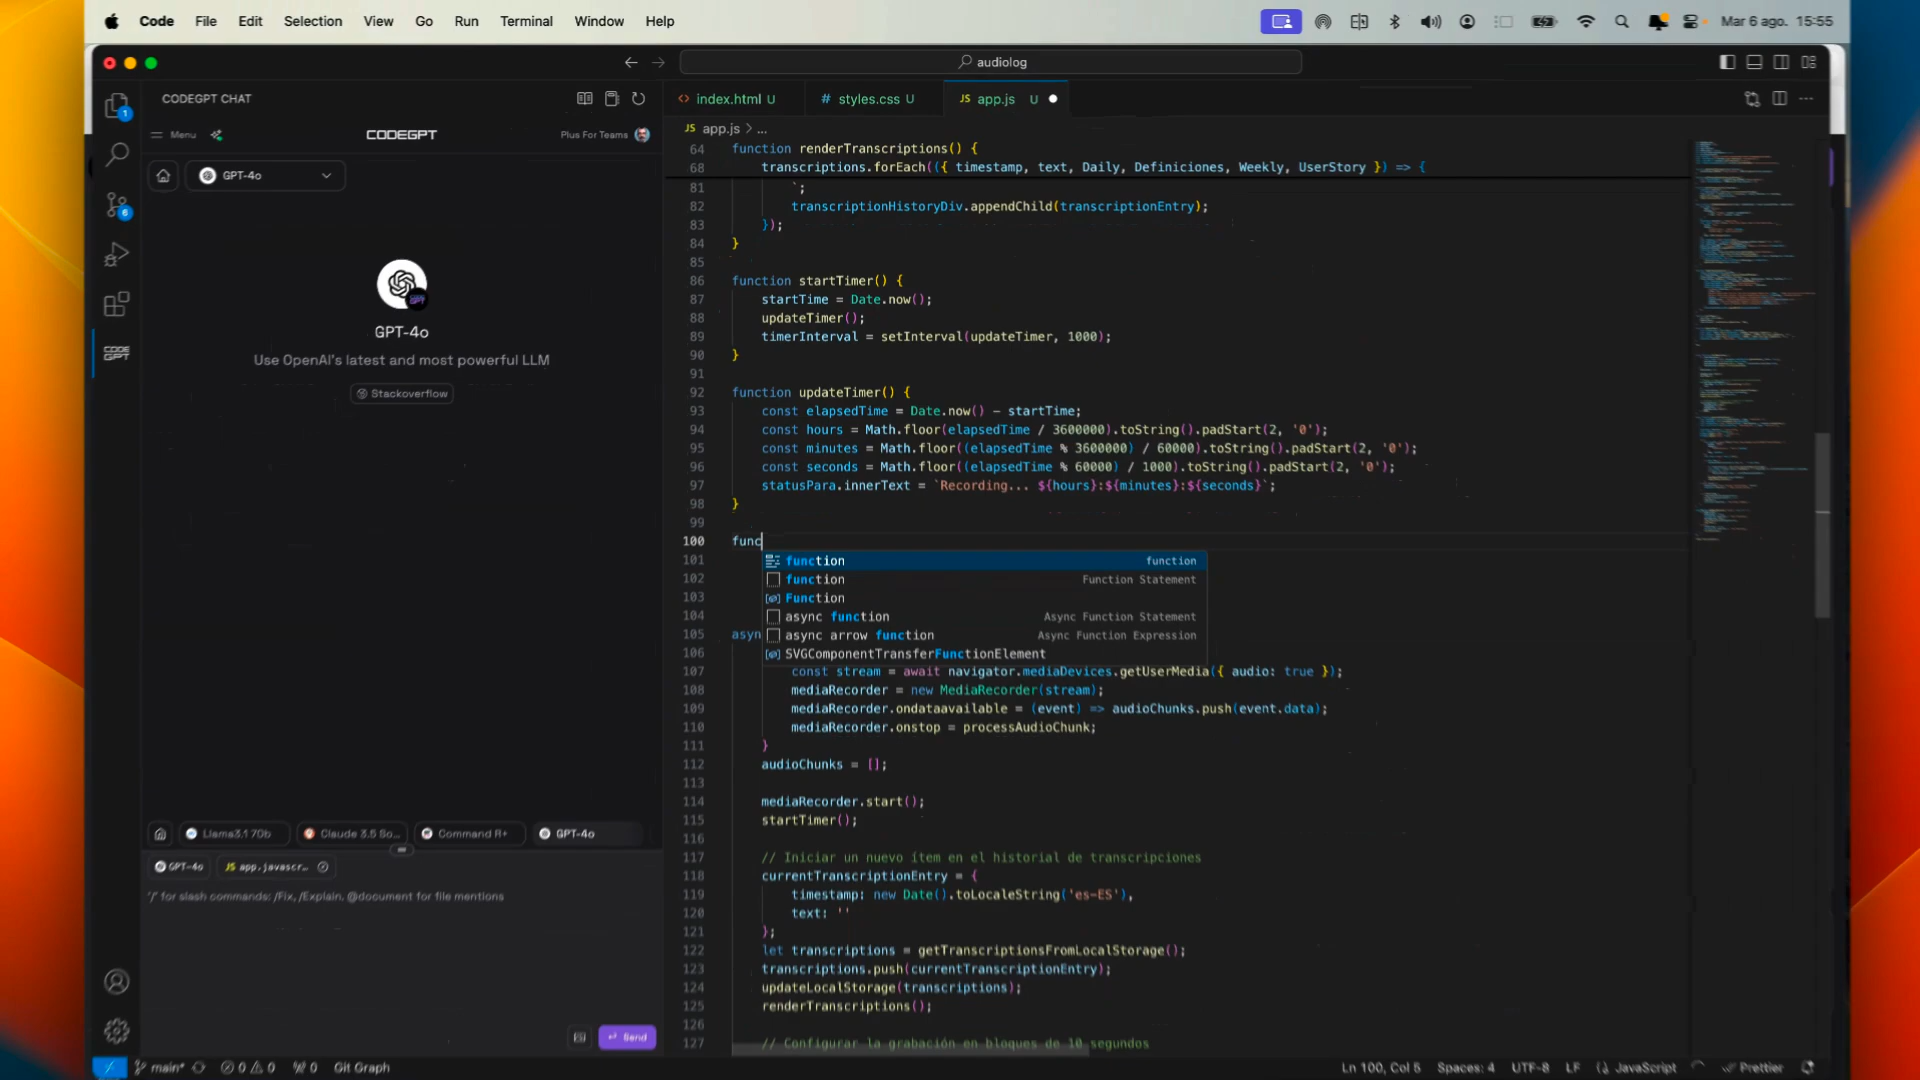 Code File Edit Selection View Go Run Terminal Window Help
Mar 6 ago. 15:55
audiolog
CODEGPT CHAT
Menu
CODEGPT
Plus For Teams
GPT-4o
GPT-4o
Use OpenAI's latest and most powerful LLM
Stackoverflow
Llama3.1 70b
Claude 3.5 So...
Command R+
GPT-4o
GPT-4o
JS app.javascr...
'/' for slash commands: /Fix, /Explain, @document for file mentions
Send
<> index.html U
# styles.css U
JS app.js U
JS app.js > ...
64 function renderTranscriptions() {
68 transcriptions.forEach(({ timestamp, text, Daily, Definiciones, Weekly, UserStory }) => {
81 `;
82 transcriptionHistoryDiv.appendChild(transcriptionEntry);
83 });
84 }
85
86 function startTimer() {
87 startTime = Date.now();
88 updateTimer();
89 timerInterval = setInterval(updateTimer, 1000);
90 }
91
92 function updateTimer() {
93 const elapsedTime = Date.now() - startTime;
94 const hours = Math.floor(elapsedTime / 3600000).toString().padStart(2, '0');
95 const minutes = Math.floor((elapsedTime % 3600000) / 60000).toString().padStart(2, '0');
96 const seconds = Math.floor((elapsedTime % 60000) / 1000).toString().padStart(2, '0');
97 statusPara.innerText = `Recording... ${hours}:${minutes}:${seconds}`;
98 }
99
100 func
101 function function
102 function Function Statement
103 Function
104 async function Async Function Statement
105 asyn async arrow function Async Function Expression
106 SVGComponentTransferFunctionElement
107 const stream = await navigator.mediaDevices.getUserMedia({ audio: true });
108 mediaRecorder = new MediaRecorder(stream);
109 mediaRecorder.ondataavailable = (event) => audioChunks.push(event.data);
110 mediaRecorder.onstop = processAudioChunk;
111 }
112 audioChunks = [];
113
114 mediaRecorder.start();
115 startTimer();
116
117 // Iniciar un nuevo ítem en el historial de transcripciones
118 currentTranscriptionEntry = {
119 timestamp: new Date().toLocaleString('es-ES'),
120 text: ''
121 };
122 let transcriptions = getTranscriptionsFromLocalStorage();
123 transcriptions.push(currentTranscriptionEntry);
124 updateLocalStorage(transcriptions);
125 renderTranscriptions();
126
127 // Configurar la grabación en bloques de 10 segundos
1
6
main* 0 0 0 Git Graph
Ln 100, Col 5 Spaces: 4 UTF-8 LF JavaScript Prettier